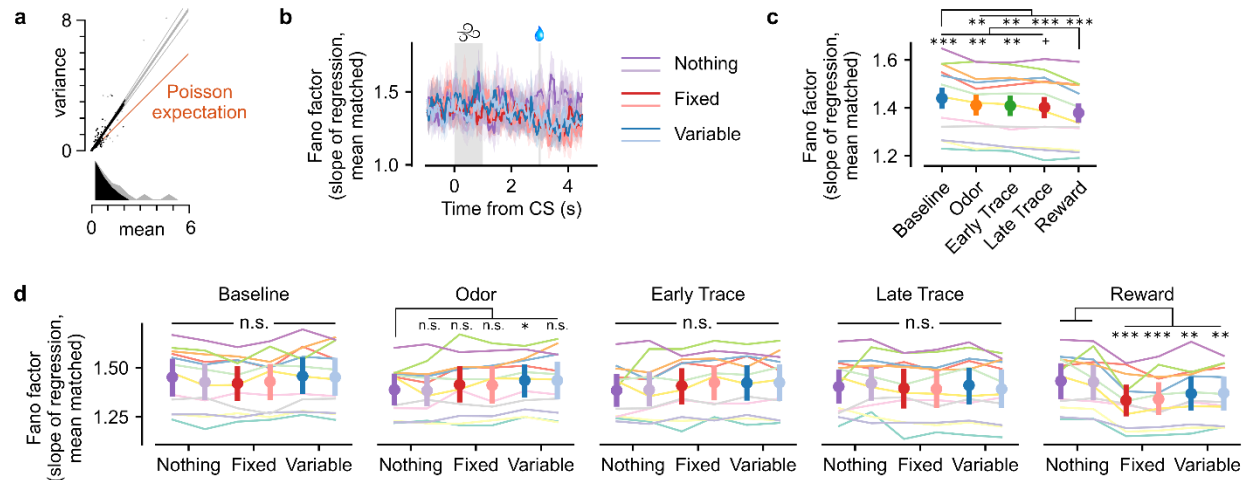 a
8
variance
0
Poisson
expectation
0
mean
6
b
Fano factor
(slope of regression,
mean matched)
1.5
1.0
0
2
4
Time from CS (s)
Nothing
Fixed
Variable
c
Fano factor
(slope of regression,
mean matched)
** ** *** ***
*** ** ** +
1.6
1.4
1.2
Baseline
Odor
Early Trace
Late Trace
Reward
d
Fano factor
(slope of regression,
mean matched)
1.50
1.25
Baseline
n.s.
Nothing Fixed Variable
Odor
n.s. n.s. n.s. * n.s.
Nothing Fixed Variable
Early Trace
n.s.
Nothing Fixed Variable
Late Trace
n.s.
Nothing Fixed Variable
Reward
*** *** ** **
Nothing Fixed Variable